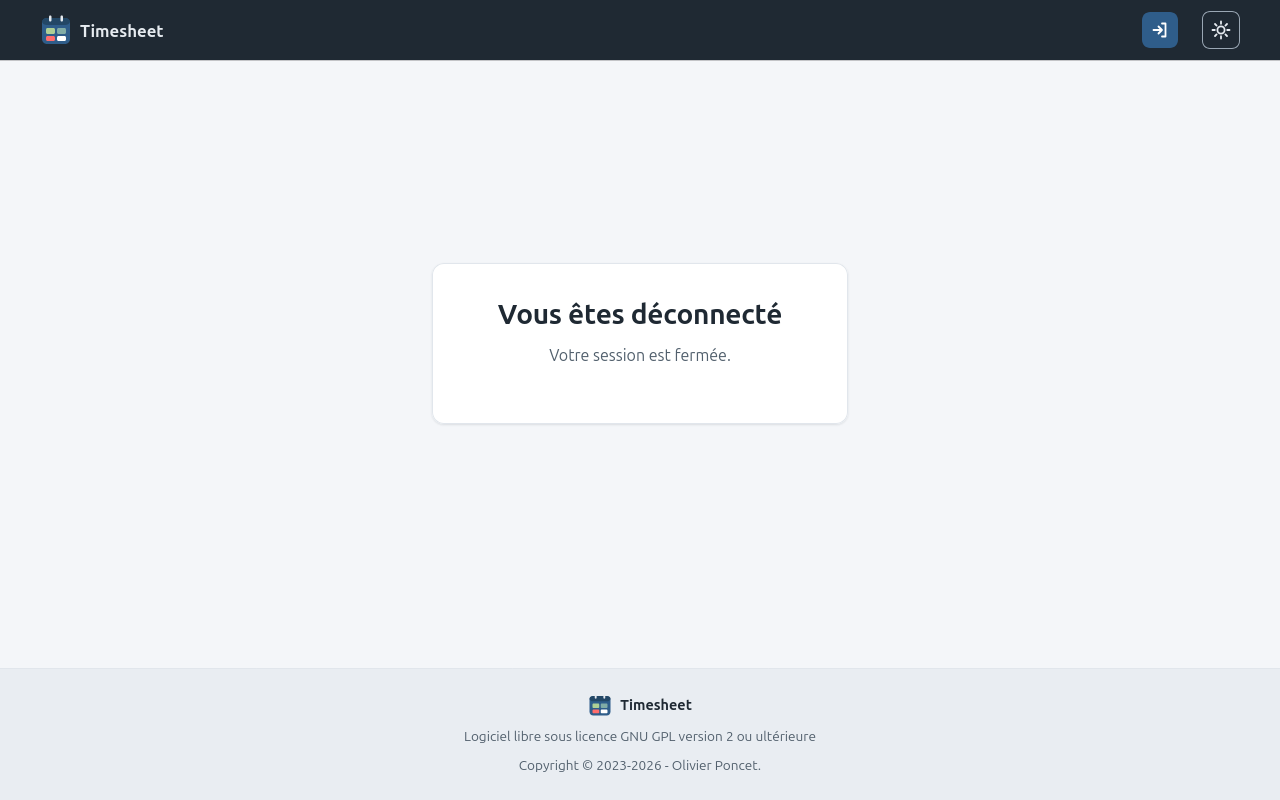 Timesheet
Vous êtes déconnecté
Votre session est fermée.
Timesheet
Logiciel libre sous licence GNU GPL version 2 ou ultérieure
Copyright © 2023-2026 - Olivier Poncet.